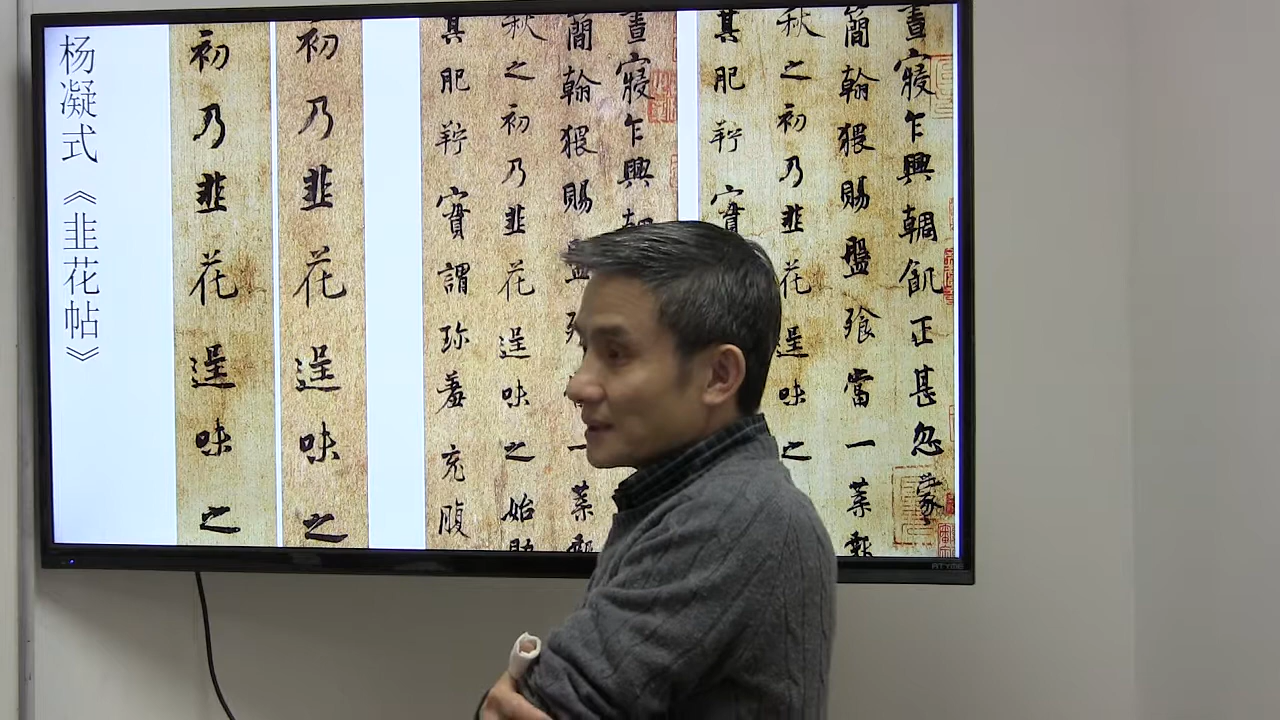 杨凝式《韭花帖》
初乃韭花逞味之
初乃韭花逞味之
晝寢乍興
簡翰猥賜
秋之初乃韭花逞味之始助
其肥羜實謂珍羞充腹
晝寢乍興輖飢正甚忽蒙
簡翰猥賜盤飧當一葉報
秋之初乃韭花逞味之
其肥羜實
ATYME